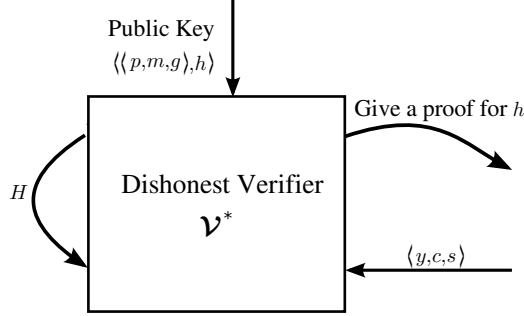 Public Key
⟨⟨p,m,g⟩,h⟩
Give a proof for h
H
Dishonest Verifier
𝒱*
⟨y,c,s⟩